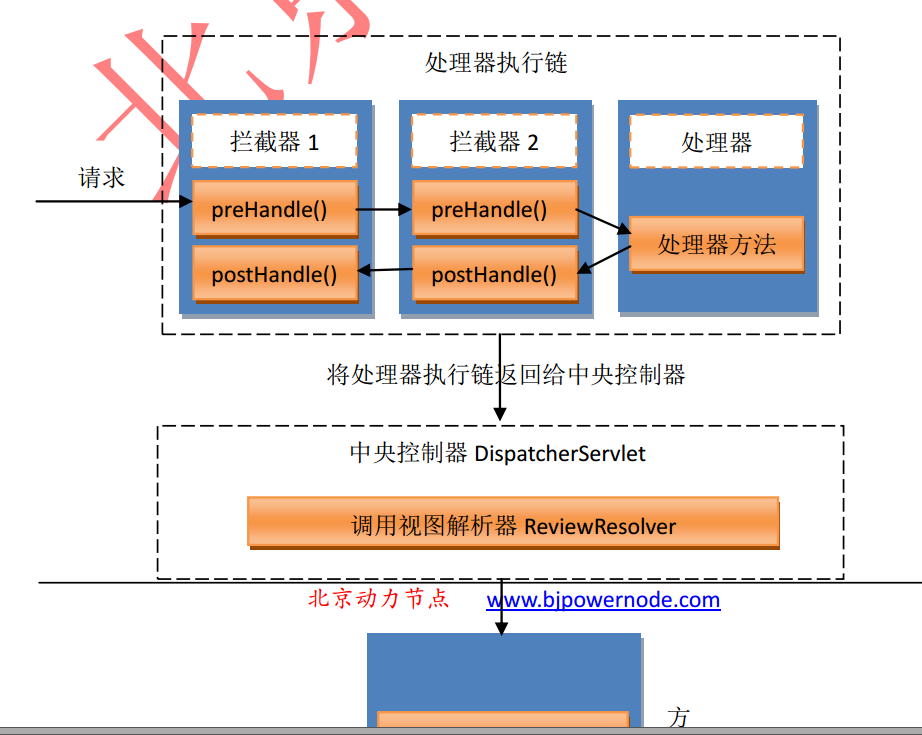 处理器执行链
拦截器 1
拦截器 2
处理器
请求
preHandle()
preHandle()
处理器方法
postHandle()
postHandle()
将处理器执行链返回给中央控制器
中央控制器 DispatcherServlet
调用视图解析器 ReviewResolver
北京动力节点 www.bjpowernode.com
方